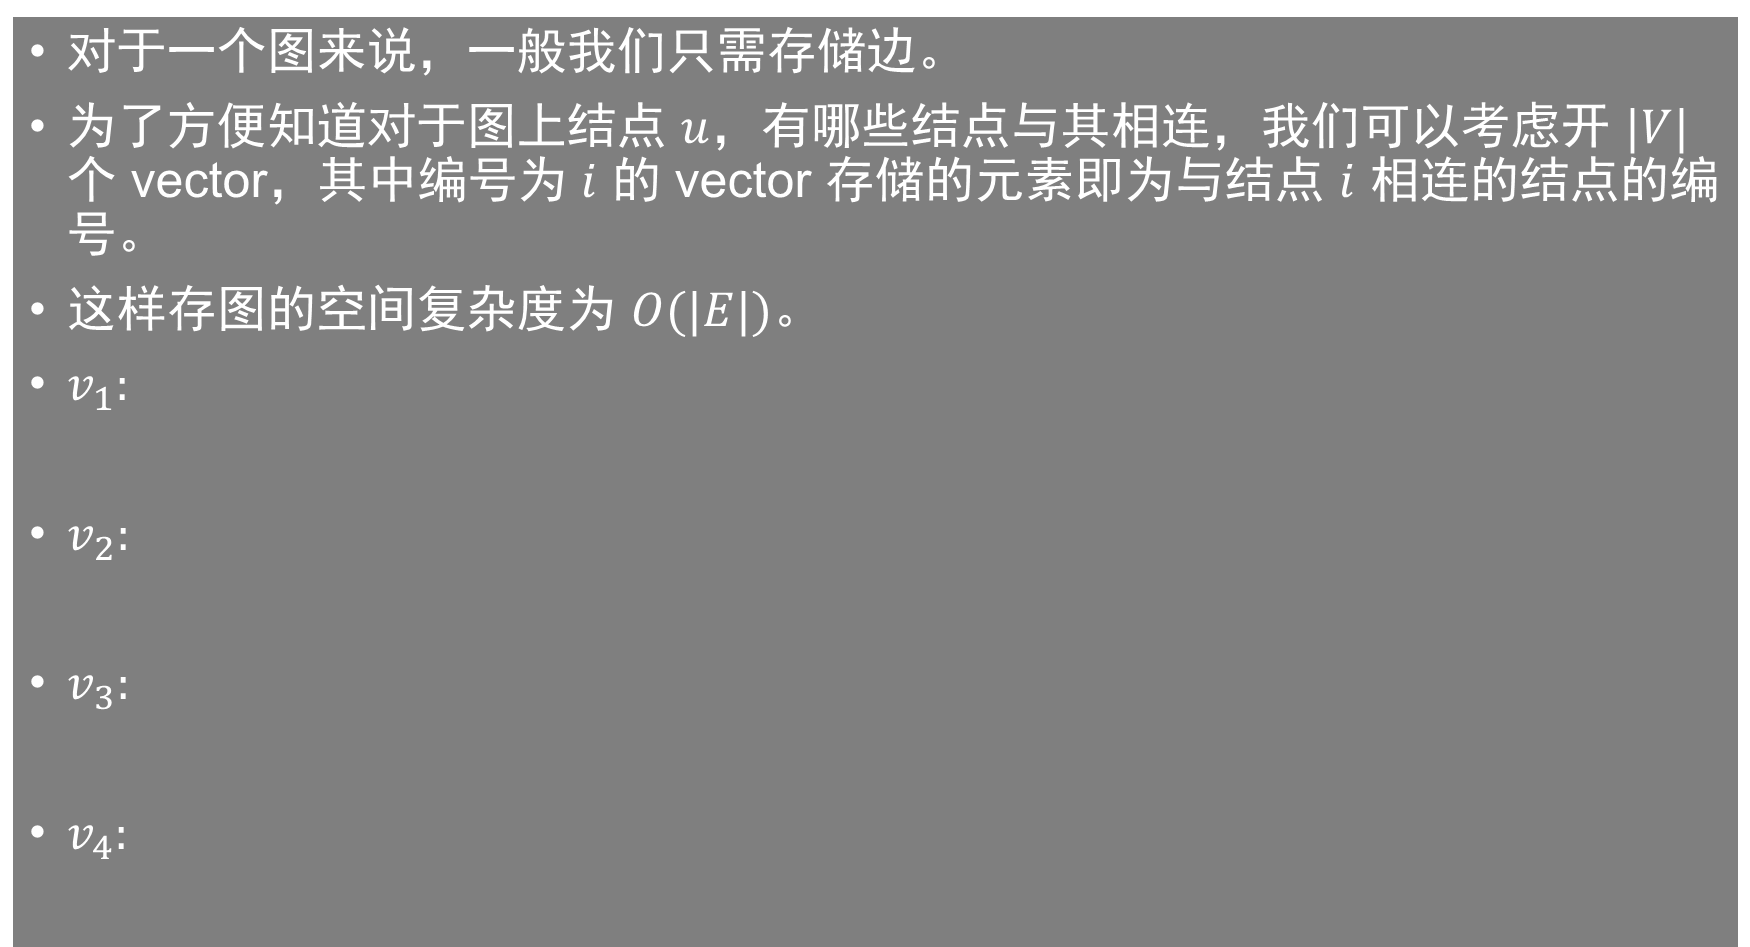 • 对于一个图来说，一般我们只需存储边。
• 为了方便知道对于图上结点 u，有哪些结点与其相连，我们可以考虑开 |V|
个 vector，其中编号为 i 的 vector 存储的元素即为与结点 i 相连的结点的编
号。
• 这样存图的空间复杂度为 O(|E|)。
• v₁:
• v₂:
• v₃:
• v₄: